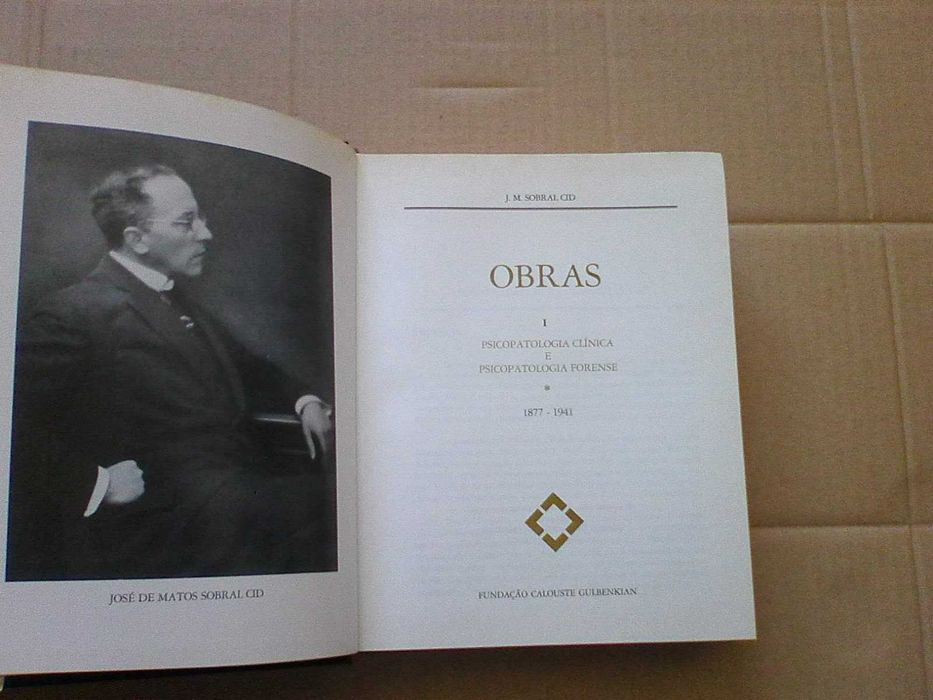 JOSÉ DE MATOS SOBRAL CID
J. M. SOBRAL CID
OBRAS
I
PSICOPATOLOGIA CLÍNICA
E
PSICOPATOLOGIA FORENSE
*
1877 - 1941
FUNDAÇÃO CALOUSTE GULBENKIAN